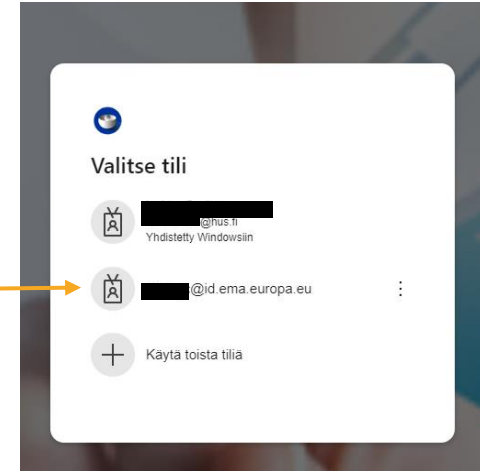 Valitse tili
@hus.fi
Yhdistetty Windowsiin
@id.ema.europa.eu
Käytä toista tiliä